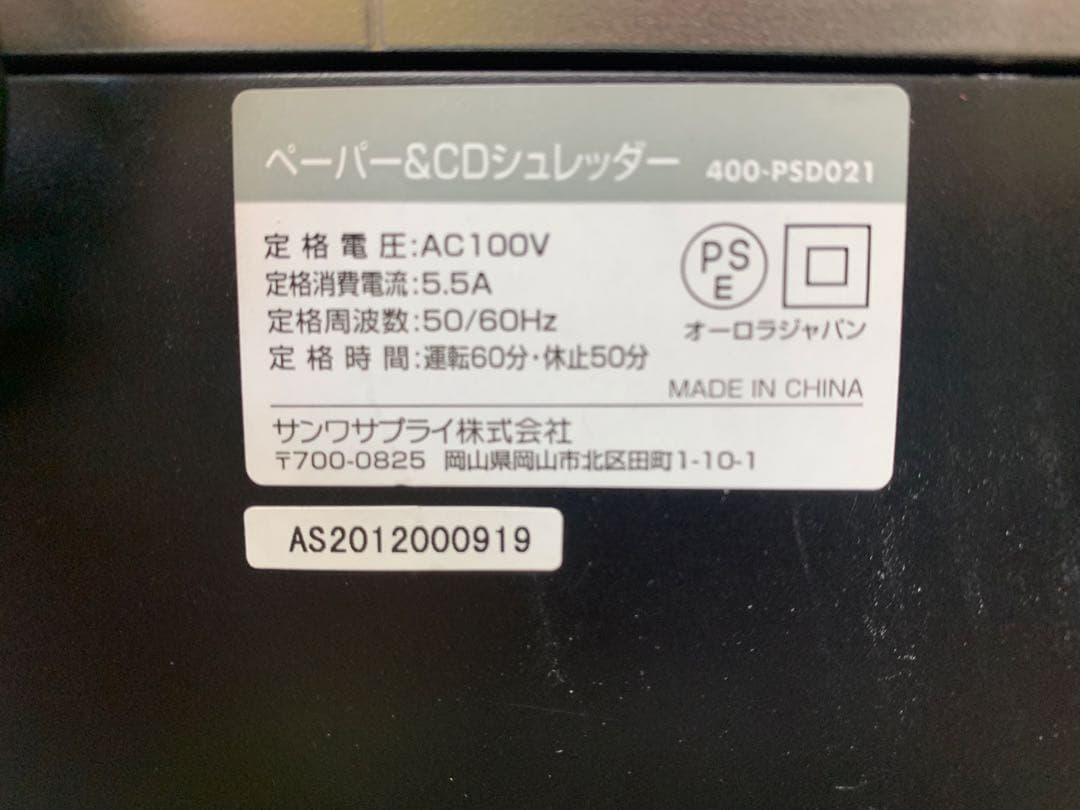 ペーパー&CDシュレッダー 400-PSD021
定格電圧:AC100V
定格消費電流:5.5A
定格周波数:50/60Hz
定格時間:運転60分・休止50分
PSE
オーロラジャパン
MADE IN CHINA
サンワサプライ株式会社
〒700-0825 岡山県岡山市北区田町1-10-1
AS2012000919